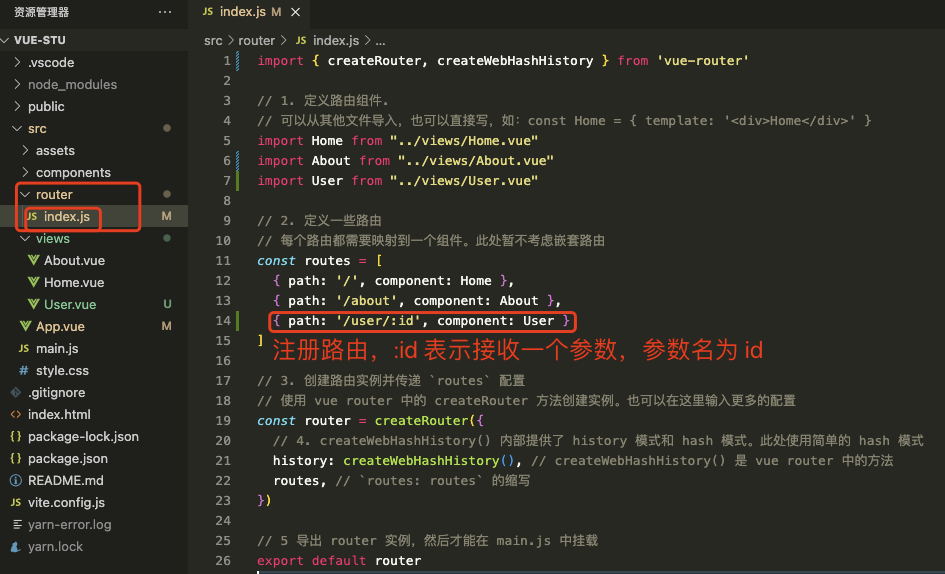 资源管理器 ···
VUE-STU
.vscode
node_modules
public
src
assets
components
router
JS index.js M
views
About.vue
Home.vue
User.vue U
App.vue M
JS main.js
# style.css
.gitignore
<> index.html
{} package-lock.json
{} package.json
README.md
JS vite.config.js
yarn-error.log
yarn.lock
JS index.js M ×
src > router > JS index.js > ...
1 import { createRouter, createWebHashHistory } from 'vue-router'
2
3 // 1. 定义路由组件.
4 // 可以从其他文件导入，也可以直接写，如：const Home = { template: '<div>Home</div>' }
5 import Home from "../views/Home.vue"
6 import About from "../views/About.vue"
7 import User from "../views/User.vue"
8
9 // 2. 定义一些路由
10 // 每个路由都需要映射到一个组件。此处暂不考虑嵌套路由
11 const routes = [
12 { path: '/', component: Home },
13 { path: '/about', component: About },
14 { path: '/user/:id', component: User }
15 ]
注册路由，:id 表示接收一个参数，参数名为 id
16
17 // 3. 创建路由实例并传递 `routes` 配置
18 // 使用 vue router 中的 createRouter 方法创建实例。也可以在这里输入更多的配置
19 const router = createRouter({
20 // 4. createWebHashHistory() 内部提供了 history 模式和 hash 模式。此处使用简单的 hash 模式
21 history: createWebHashHistory(), // createWebHashHistory() 是 vue router 中的方法
22 routes, // `routes: routes` 的缩写
23 })
24
25 // 5 导出 router 实例，然后才能在 main.js 中挂载
26 export default router